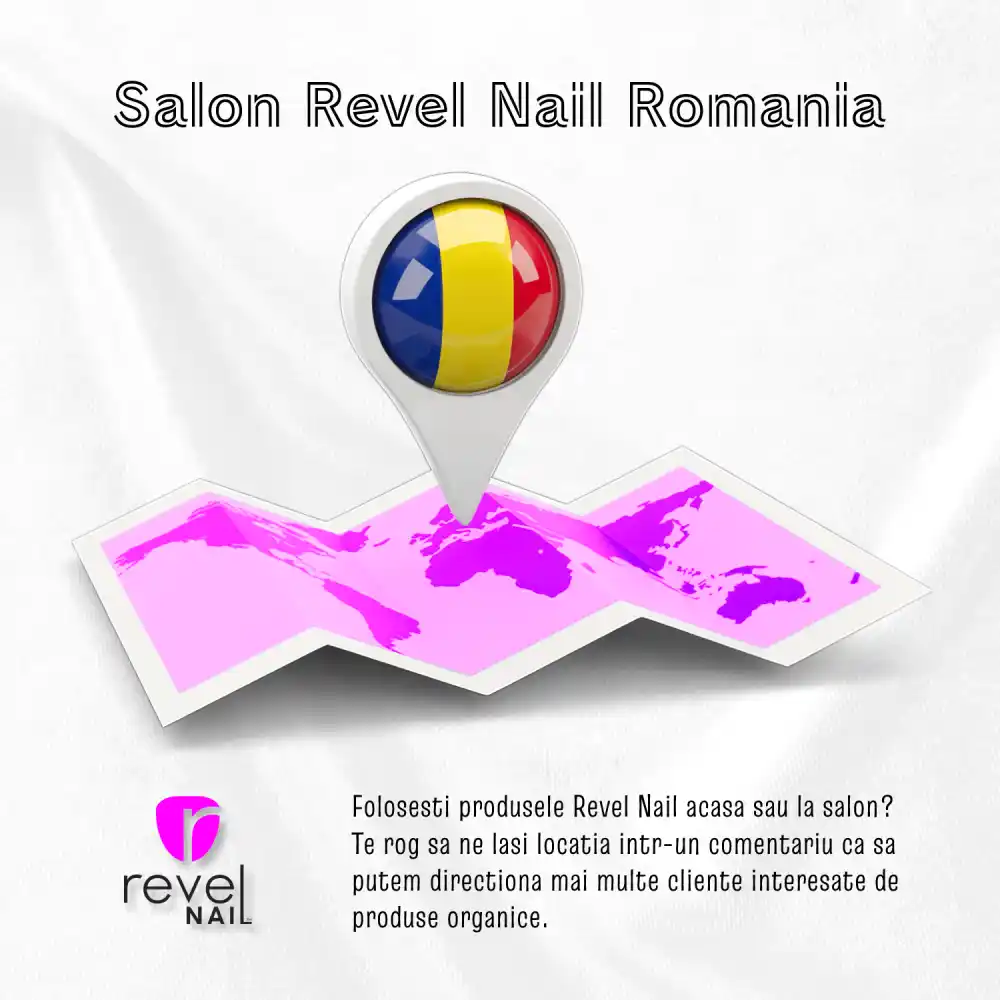 Salon Revel Nail Romania
Folosesti produsele Revel Nail acasa sau la salon?
Te rog sa ne lasi locatia intr-un comentariu ca sa
putem directiona mai multe cliente interesate de
produse organice.
r
revel
NAIL